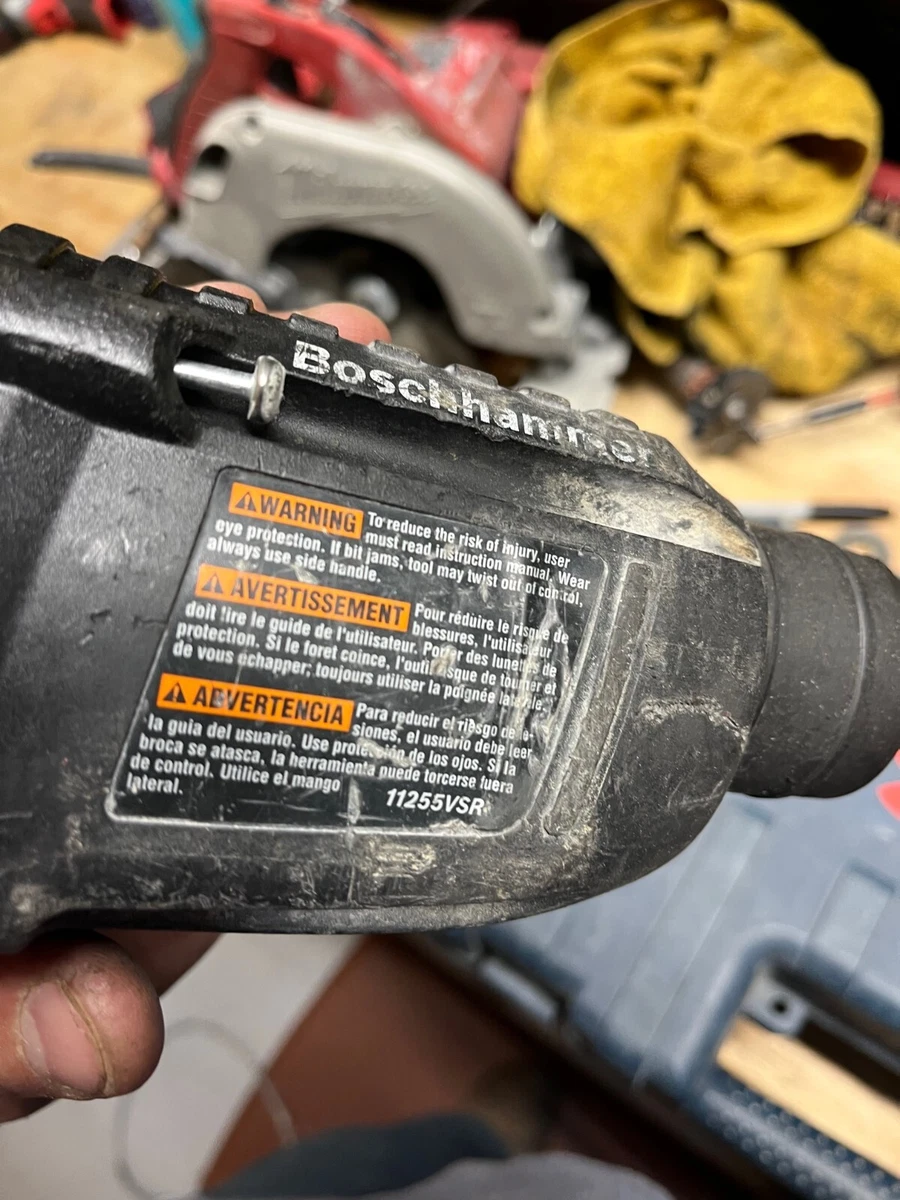 Boschhammer
WARNING To reduce the risk of injury, user
must read instruction manual. Wear
eye protection. If bit jams, tool may twist out of control,
always use side handle.
AVERTISSEMENT Pour réduire le risque de
blessures, l'utilisateur
doit lire le guide de l'utilisateur. Porter des lunettes de
protection. Si le foret coince, l'outil risque de tourner et
de vous échapper; toujours utiliser la poignée latérale.
ADVERTENCIA Para reducir el riesgo de le-
siones, el usuario debe leer
la guia del usuario. Use protección de los ojos. Si la
broca se atasca, la herramienta puede torcerse fuera
de control. Utilice el mango
lateral.
11255VSR